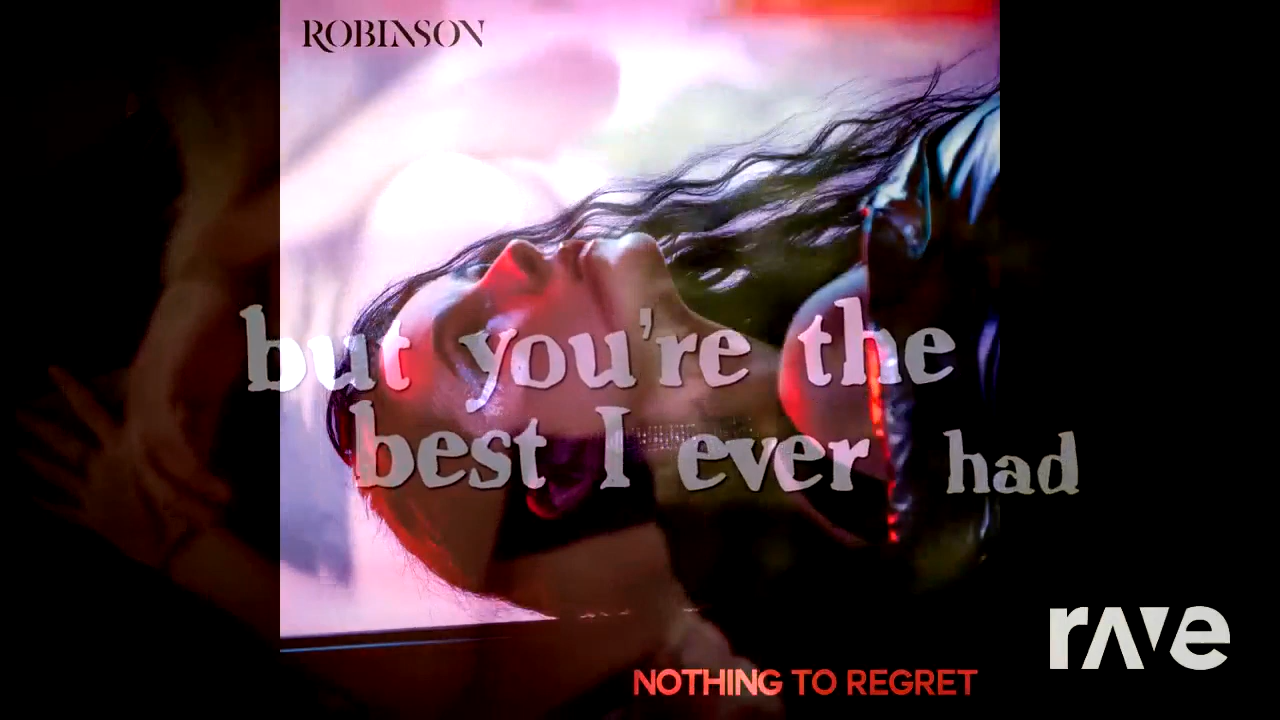 ROBINSON
but you're the
best I ever had
rave
NOTHING TO REGRET